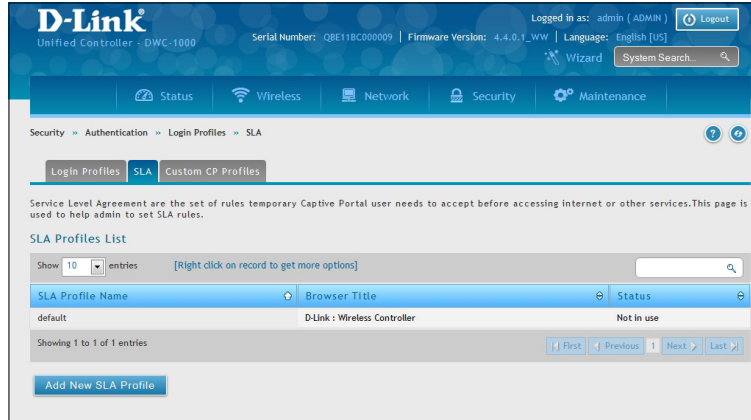 D-Link
Logged in as: admin ( ADMIN ) Logout
Unified Controller - DWC-1000
Serial Number: QBE11BC000009 | Firmware Version: 4.4.0.1_WW | Language: English [US]
Wizard System Search...
Status Wireless Network Security Maintenance
Security » Authentication » Login Profiles » SLA
Login Profiles SLA Custom CP Profiles
Service Level Agreement are the set of rules temporary Captive Portal user needs to accept before accessing internet or other services.This page is
used to help admin to set SLA rules.
SLA Profiles List
Show 10 entries [Right click on record to get more options]
SLA Profile Name Browser Title Status
default D-Link : Wireless Controller Not in use
Showing 1 to 1 of 1 entries First Previous 1 Next Last
Add New SLA Profile